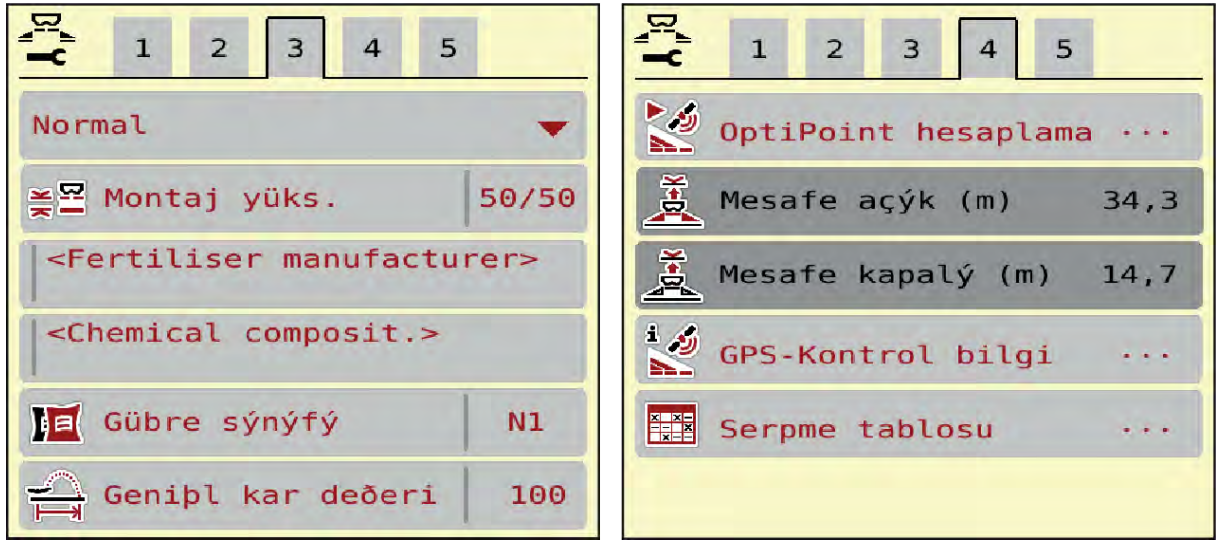 1 2 3 4 5
Normal
Montaj yüks. 50/50
<Fertiliser manufacturer>
<Chemical composit.>
Gübre sýnýfý N1
Geniþl kar deðeri 100
1 2 3 4 5
OptiPoint hesaplama ...
Mesafe açýk (m) 34,3
Mesafe kapalý (m) 14,7
i
GPS-Kontrol bilgi ...
Serpme tablosu ...